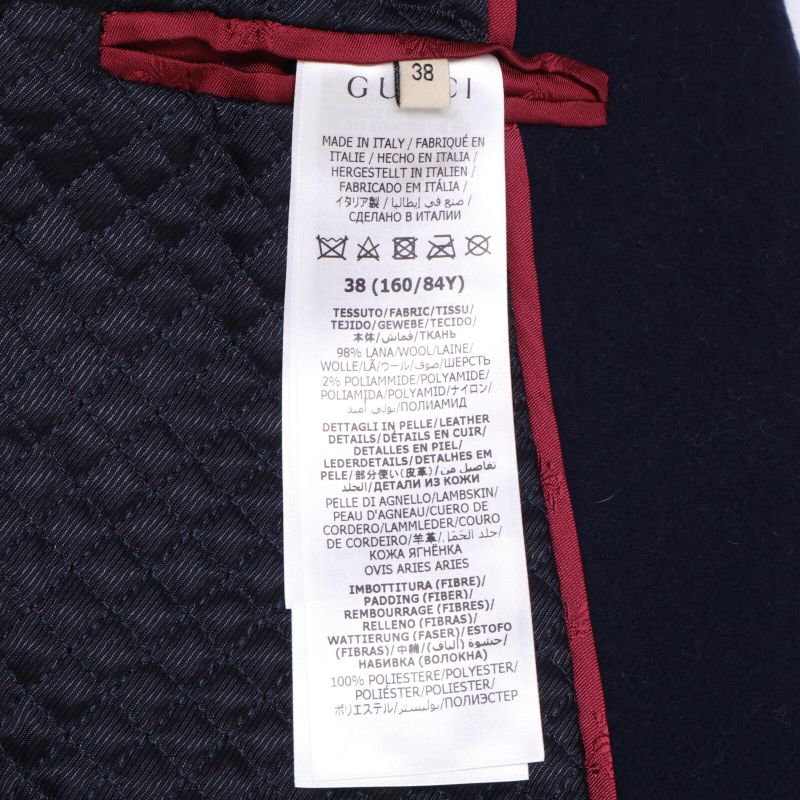 38
GUCCI
MADE IN ITALY / FABRIQUÉ EN
ITALIE / HECHO EN ITALIA /
HERGESTELLT IN ITALIEN /
FABRICADO EM ITÁLIA /
イタリア製 / صنع في إيطاليا /
СДЕЛАНО В ИТАЛИИ
38 (160/84Y)
TESSUTO/FABRIC/TISSU/
TEJIDO/GEWEBE/TECIDO/
本体/قماش/ТКАНЬ
98% LANA/WOOL/LAINE/
WOLLE/LÃ/ウール/صوف/ШЕРСТЬ
2% POLIAMMIDE/POLYAMIDE/
POLIAMIDA/POLYAMID/ナイロン/
بولي أميد/ПОЛИАМИД
DETTAGLI IN PELLE/LEATHER
DETAILS/DÉTAILS EN CUIR/
DETALLES EN PIEL/
LEDERDETAILS/DETALHES EM
PELE/部分使い(皮革)/تفاصيل من
الجلد/ДЕТАЛИ ИЗ КОЖИ
PELLE DI AGNELLO/LAMBSKIN/
PEAU D'AGNEAU/CUERO DE
CORDERO/LAMMLEDER/COURO
DE CORDEIRO/羊革/جلد الحَمَل/
КОЖА ЯГНЁНКА
OVIS ARIES ARIES
IMBOTTITURA (FIBRE)/
PADDING (FIBER)/
REMBOURRAGE (FIBRES)/
RELLENO (FIBRAS)/
WATTIERUNG (FASER)/ESTOFO
(FIBRAS)/中綿/حشوة (ألياف)/
НАБИВКА (ВОЛОКНА)
100% POLIESTERE/POLYESTER/
POLIÉSTER/POLIESTER/
ポリエステル/بوليستر/ПОЛИЭСТЕР